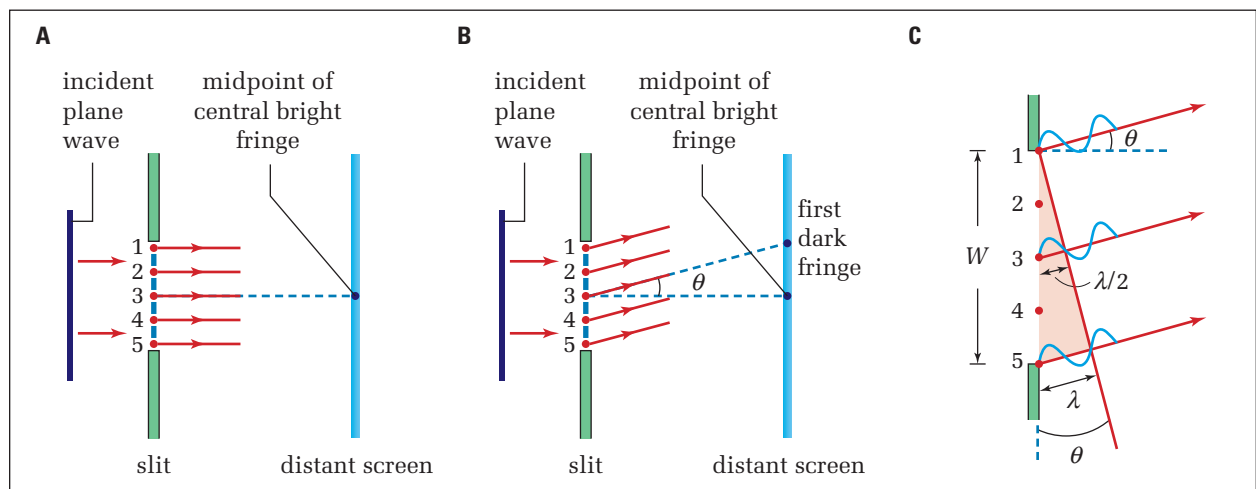 A
incident
plane
wave
midpoint of
central bright
fringe
1
2
3
4
5
slit
distant screen
B
incident
plane
wave
midpoint of
central bright
fringe
first
dark
fringe
1
2
3
4
5
θ
slit
distant screen
C
1
θ
2
W
3
λ/2
4
5
λ
θ